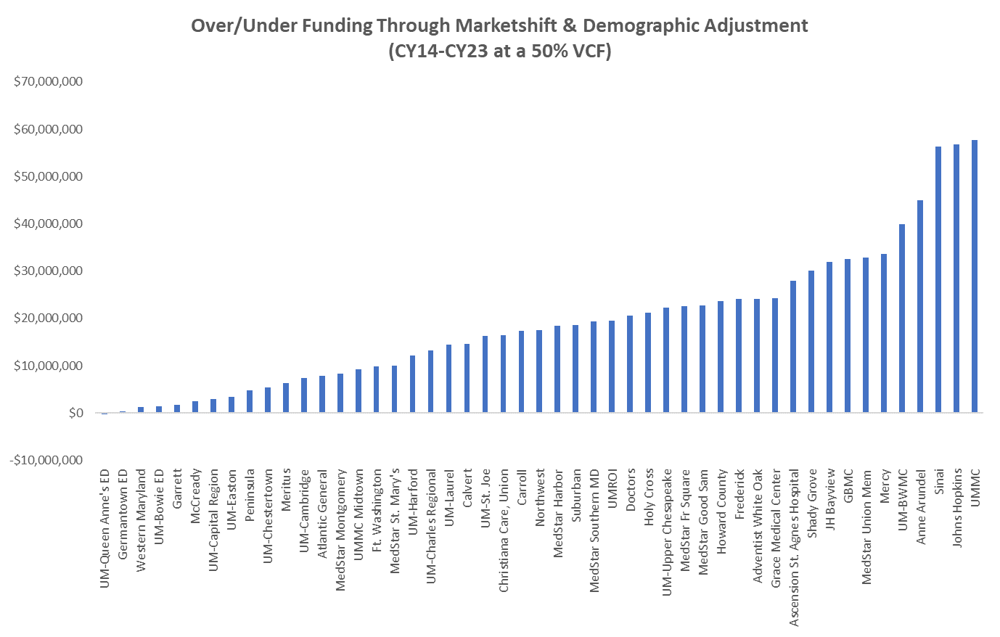 Over/Under Funding Through Marketshift & Demographic Adjustment
(CY14-CY23 at a 50% VCF)
$70,000,000
$60,000,000
$50,000,000
$40,000,000
$30,000,000
$20,000,000
$10,000,000
$0
-$10,000,000
UM-Queen Anne's ED
Germantown ED
Western Maryland
UM-Bowie ED
Garrett
McCready
UM-Capital Region
UM-Easton
Peninsula
UM-Chestertown
Meritus
UM-Cambridge
Atlantic General
MedStar Montgomery
UMMC Midtown
Ft. Washington
MedStar St. Mary's
UM-Harford
UM-Charles Regional
UM-Laurel
Calvert
UM-St. Joe
Christiana Care, Union
Carroll
Northwest
MedStar Harbor
Suburban
MedStar Southern MD
UMROI
Doctors
Holy Cross
UM-Upper Chesapeake
MedStar Fr Square
MedStar Good Sam
Howard County
Frederick
Adventist White Oak
Grace Medical Center
Ascension St. Agnes Hospital
Shady Grove
JH Bayview
GBMC
MedStar Union Mem
Mercy
UM-BWMC
Anne Arundel
Sinai
Johns Hopkins
UMMC